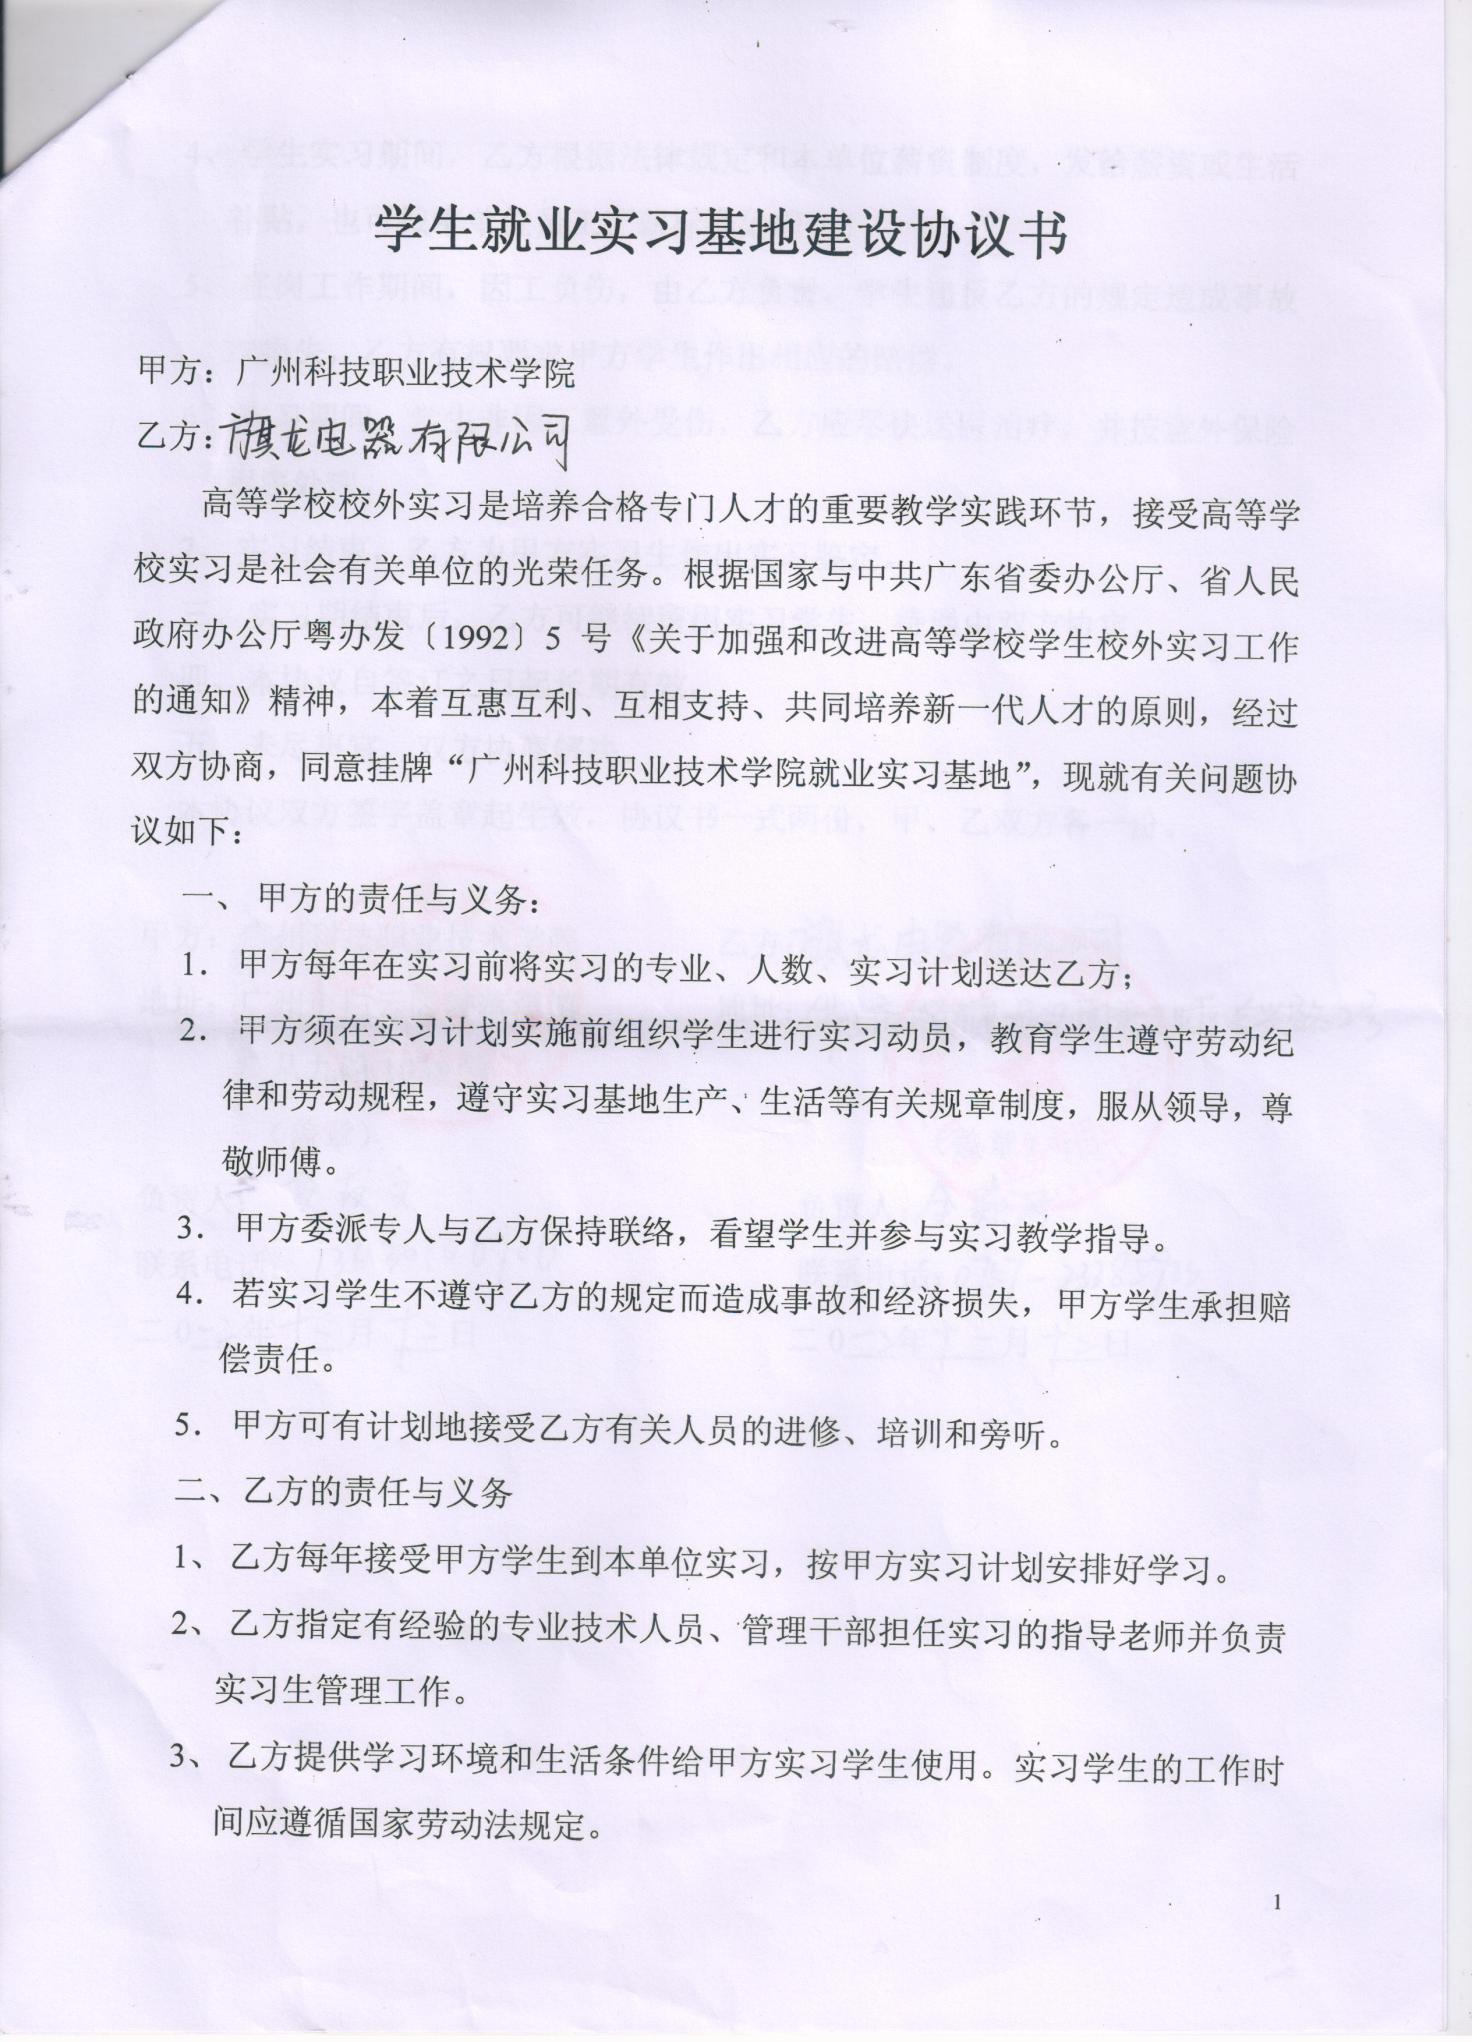 学生就业实习基地建设协议书
甲方：广州科技职业技术学院
乙方：旗龙电器有限公司
高等学校校外实习是培养合格专门人才的重要教学实践环节，接受高等学
校实习是社会有关单位的光荣任务。根据国家与中共广东省委办公厅、省人民
政府办公厅粤办发〔1992〕5 号《关于加强和改进高等学校学生校外实习工作
的通知》精神，本着互惠互利、互相支持、共同培养新一代人才的原则，经过
双方协商，同意挂牌“广州科技职业技术学院就业实习基地”，现就有关问题协
议如下：
一、 甲方的责任与义务：
1. 甲方每年在实习前将实习的专业、人数、实习计划送达乙方；
2. 甲方须在实习计划实施前组织学生进行实习动员，教育学生遵守劳动纪
律和劳动规程，遵守实习基地生产、生活等有关规章制度，服从领导，尊
敬师傅。
3. 甲方委派专人与乙方保持联络，看望学生并参与实习教学指导。
4. 若实习学生不遵守乙方的规定而造成事故和经济损失，甲方学生承担赔
偿责任。
5. 甲方可有计划地接受乙方有关人员的进修、培训和旁听。
二、乙方的责任与义务
1、 乙方每年接受甲方学生到本单位实习，按甲方实习计划安排好学习。
2、 乙方指定有经验的专业技术人员、管理干部担任实习的指导老师并负责
实习生管理工作。
3、 乙方提供学习环境和生活条件给甲方实习学生使用。实习学生的工作时
间应遵循国家劳动法规定。
1